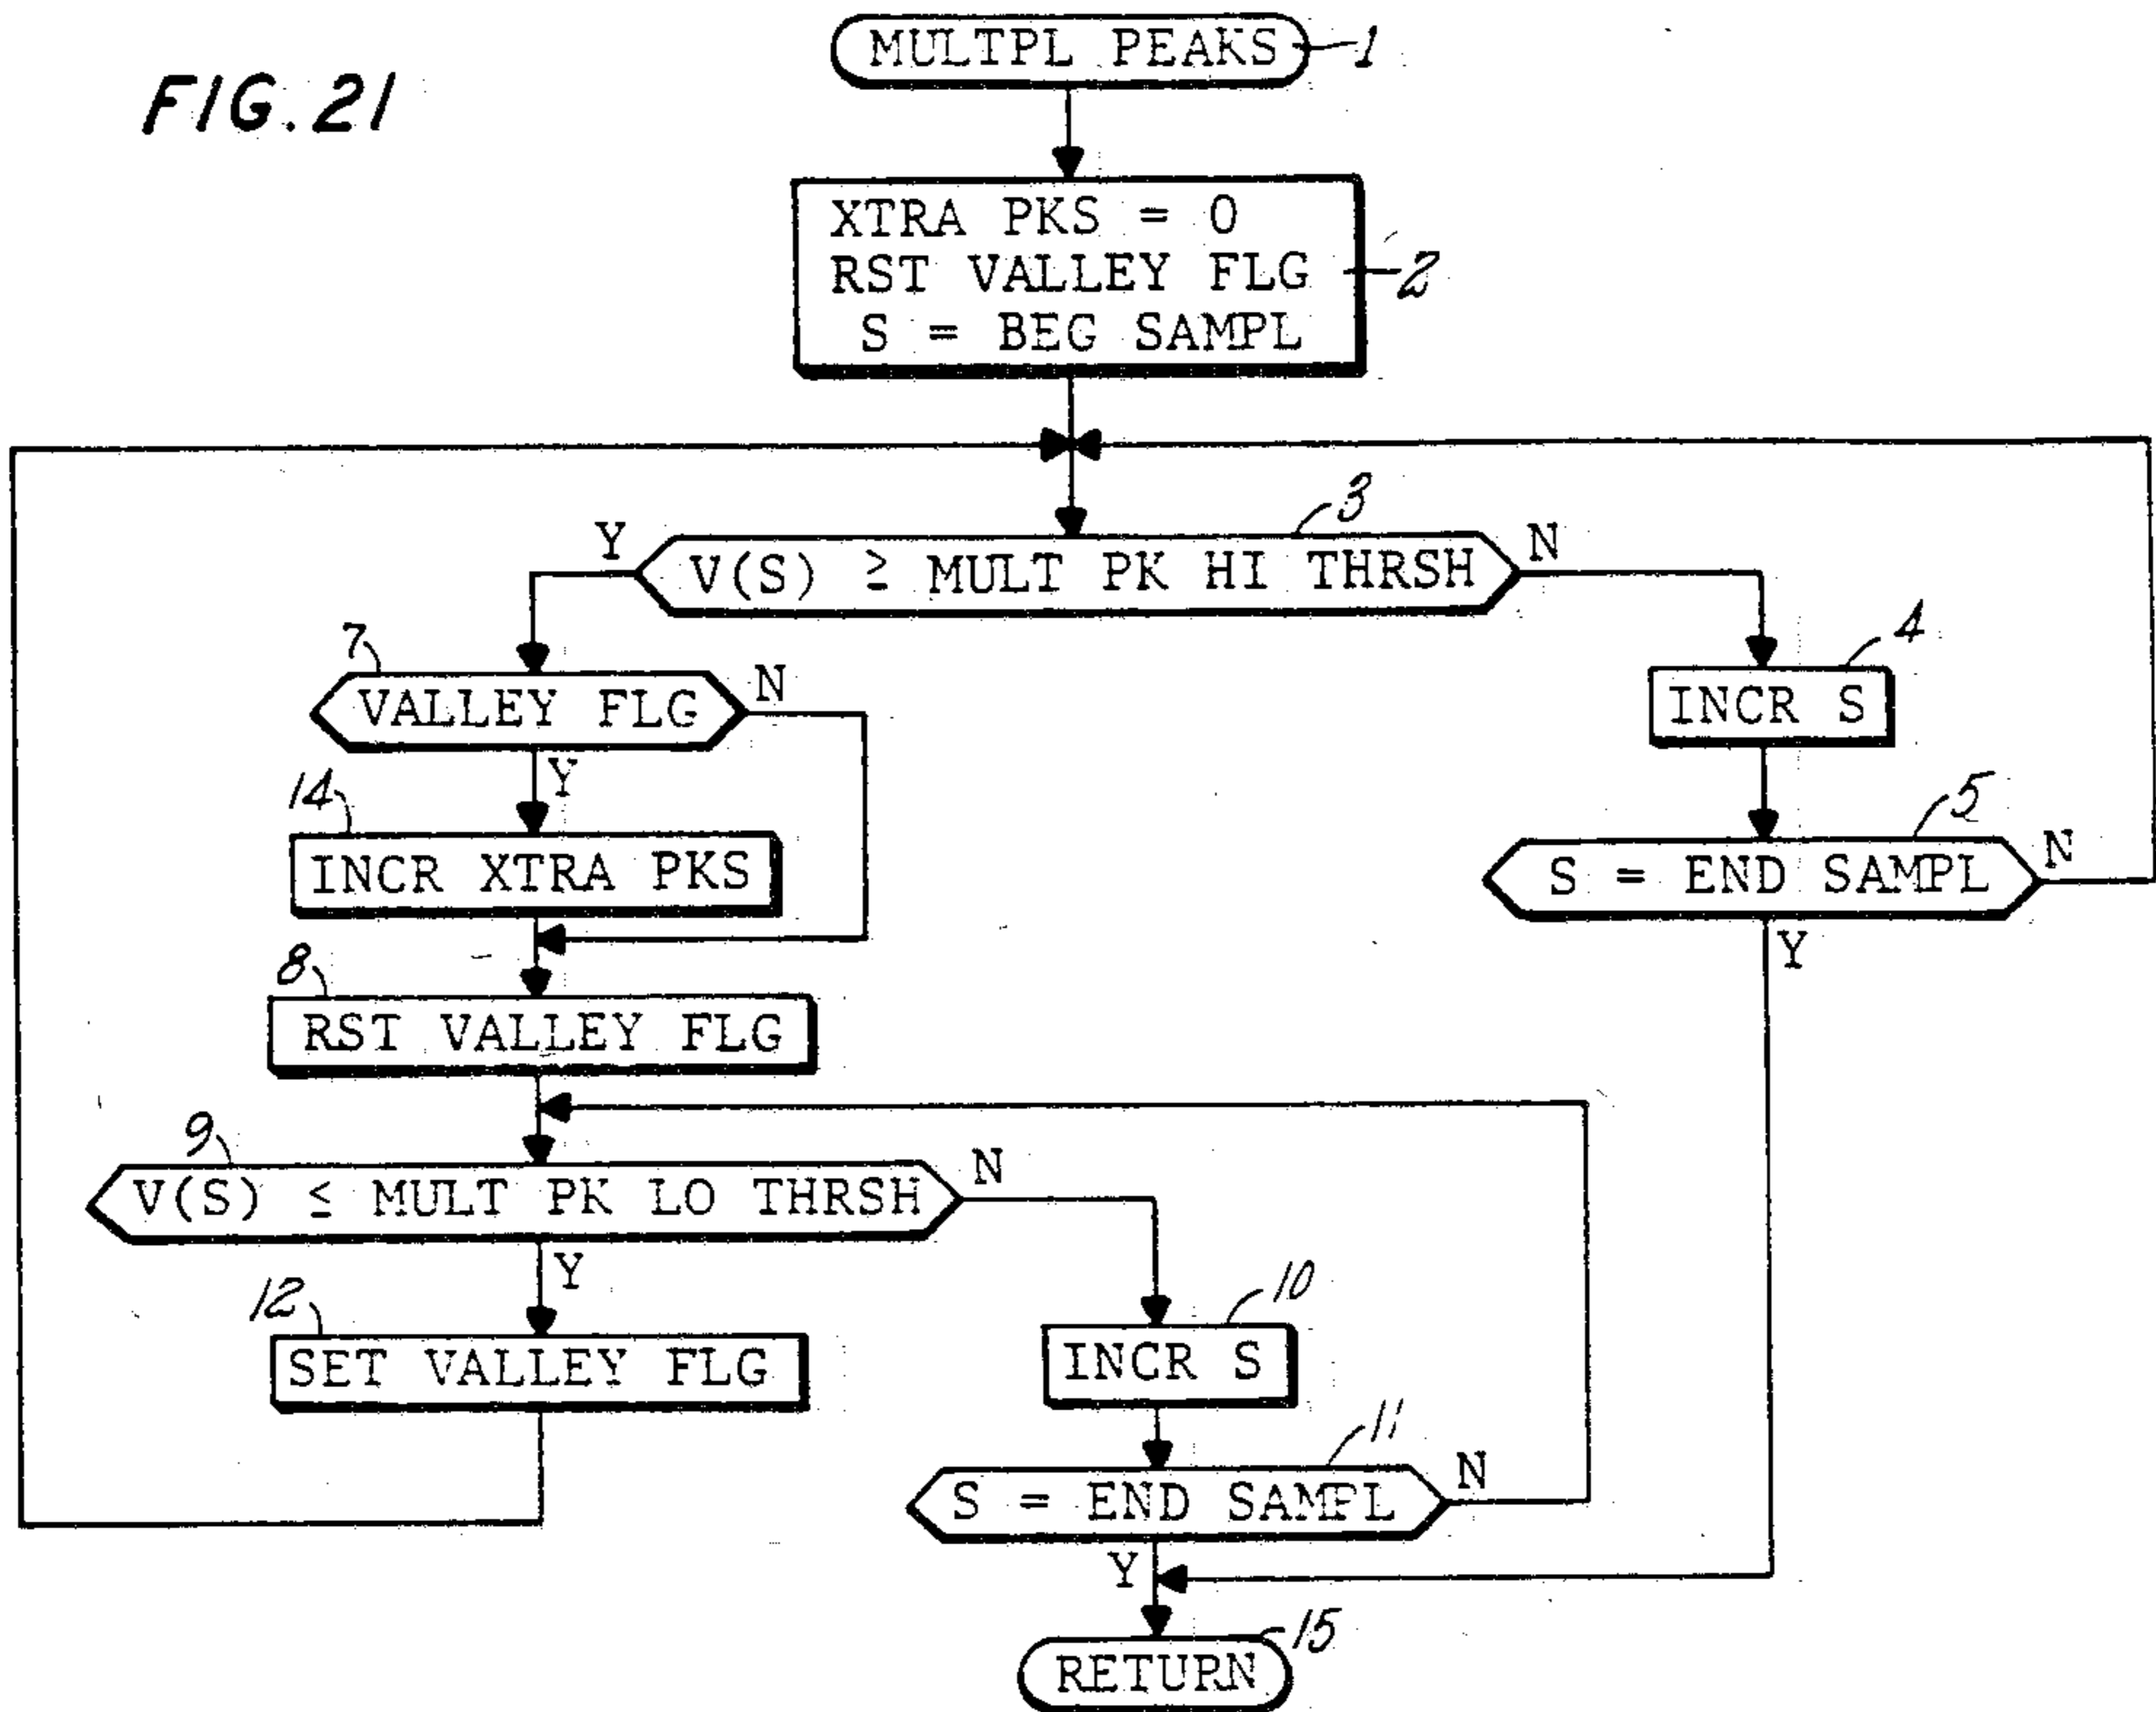 FIG. 21
MULTPL PEAKS
1
XTRA PKS = 0
RST VALLEY FLG
S = BEG SAMPL
2
3
Y
V(S) ≥ MULT PK HI THRSH
N
7
VALLEY FLG
N
Y
4
INCR S
14
INCR XTRA PKS
5
S = END SAMPL
N
Y
8
RST VALLEY FLG
9
V(S) ≤ MULT PK LO THRSH
N
Y
12
SET VALLEY FLG
10
INCR S
11
S = END SAMPL
N
Y
15
RETURN